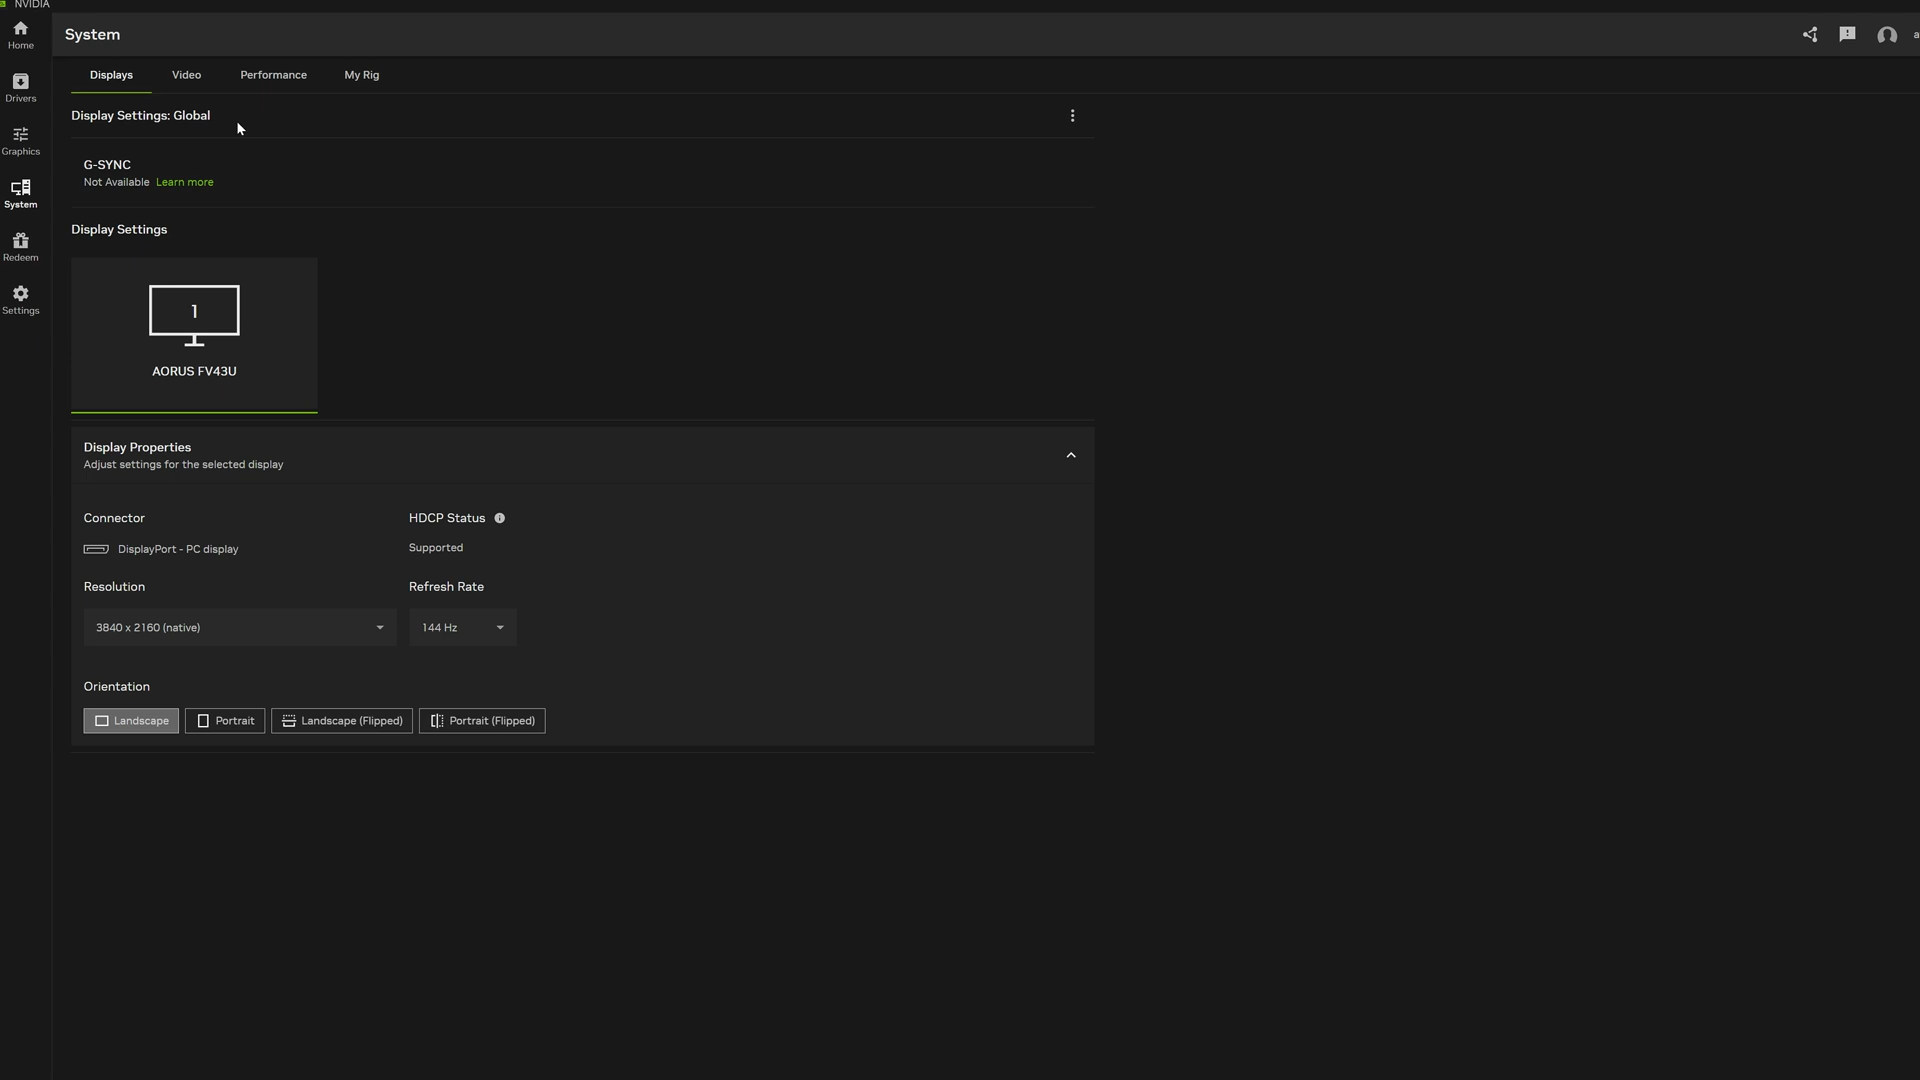 NVIDIA
Home
Drivers
Graphics
System
Redeem
Settings
System
Displays
Video
Performance
My Rig
Display Settings: Global
G-SYNC
Not Available Learn more
Display Settings
1
AORUS FV43U
Display Properties
Adjust settings for the selected display
Connector
HDCP Status
DisplayPort - PC display
Supported
Resolution
Refresh Rate
3840 x 2160 (native)
144 Hz
Orientation
Landscape
Portrait
Landscape (Flipped)
Portrait (Flipped)